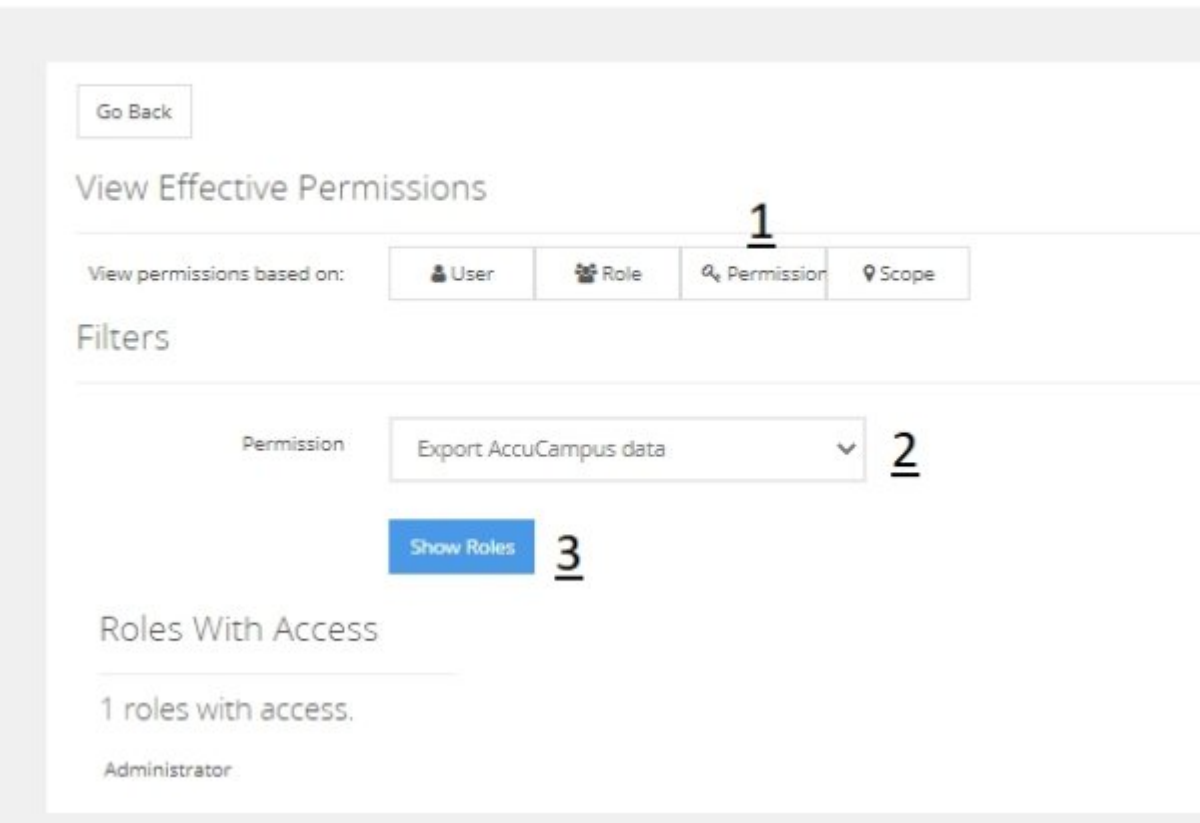 Go Back
View Effective Permissions
1
View permissions based on: User Role Permission Scope
Filters
Permission Export AccuCampus data 2
Show Roles 3
Roles With Access
1 roles with access.
Administrator